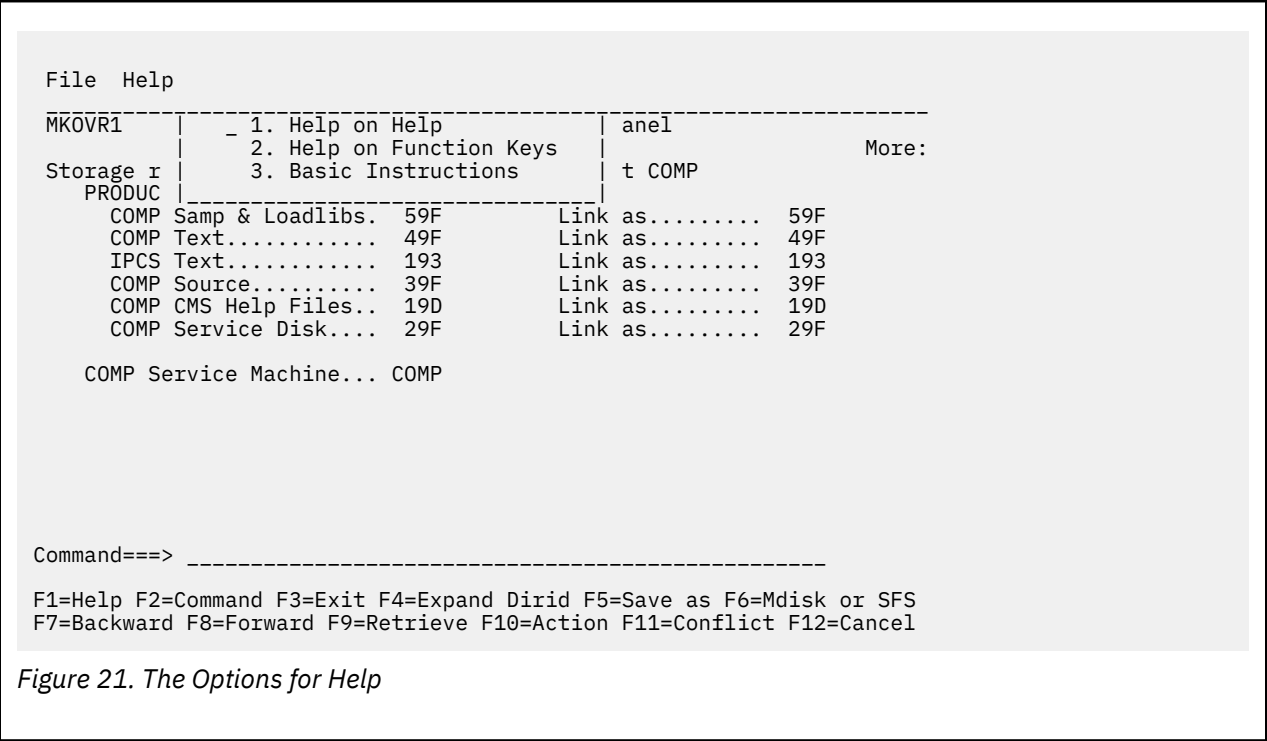 File  Help
_____________________________________________________________________
MKOVR1    |   _ 1. Help on Help            | anel
          |     2. Help on Function Keys   |                    More:
Storage r |     3. Basic Instructions      | t COMP
   PRODUC |________________________________|
     COMP Samp & Loadlibs.  59F         Link as.........  59F
     COMP Text............  49F         Link as.........  49F
     IPCS Text............  193         Link as.........  193
     COMP Source..........  39F         Link as.........  39F
     COMP CMS Help Files..  19D         Link as.........  19D
     COMP Service Disk....  29F         Link as.........  29F
   COMP Service Machine... COMP
Command===> __________________________________________________
F1=Help F2=Command F3=Exit F4=Expand Dirid F5=Save as F6=Mdisk or SFS
F7=Backward F8=Forward F9=Retrieve F10=Action F11=Conflict F12=Cancel
Figure 21. The Options for Help